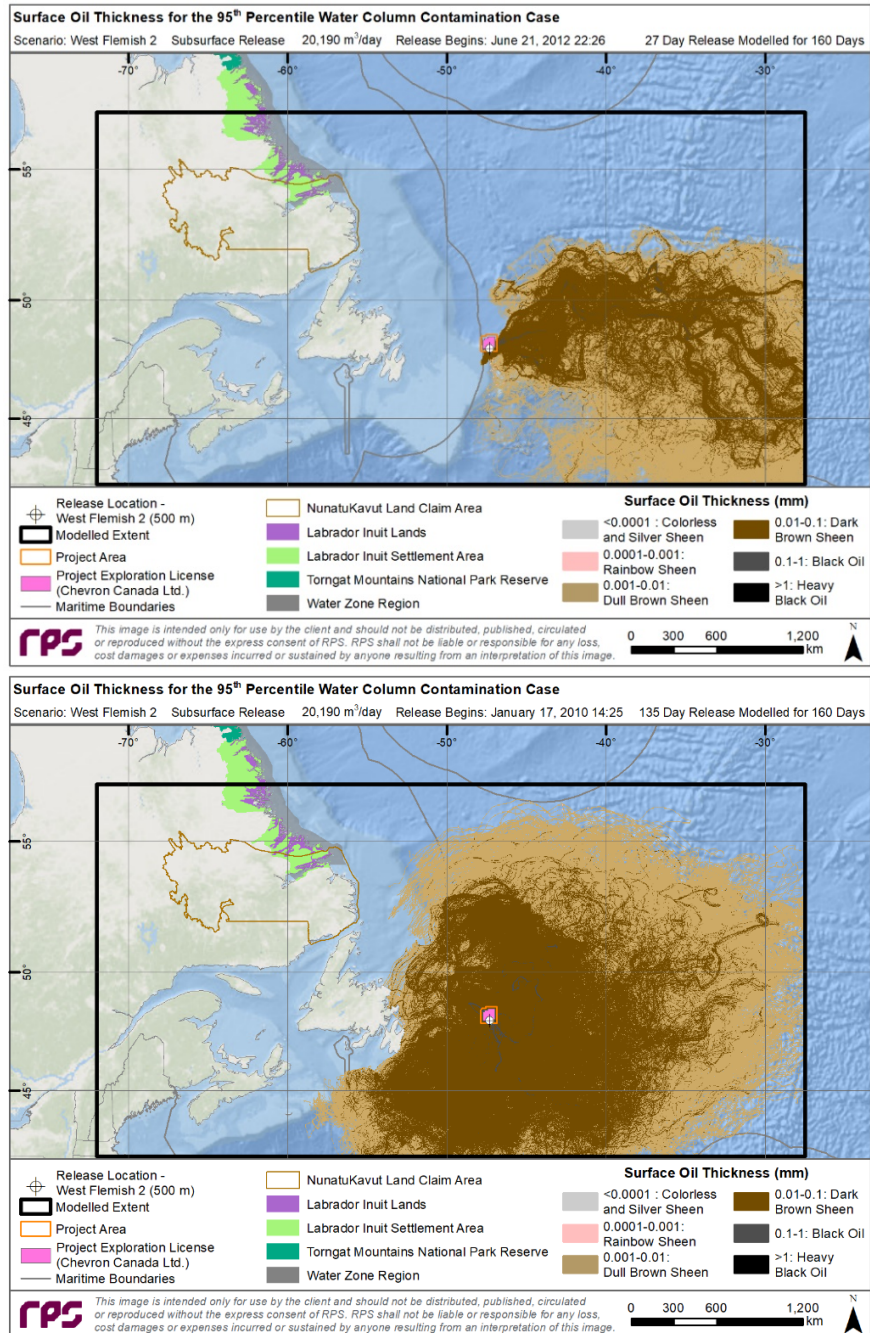 Surface Oil Thickness for the 95th Percentile Water Column Contamination Case
Scenario: West Flemish 2 Subsurface Release 20,190 m³/day Release Begins: June 21, 2012 22:26 27 Day Release Modelled for 160 Days
-70° -60° -50° -40° -30°
55°
50°
45°
Release Location -
West Flemish 2 (500 m)
Modelled Extent
Project Area
Project Exploration License
(Chevron Canada Ltd.)
Maritime Boundaries
NunatuKavut Land Claim Area
Labrador Inuit Lands
Labrador Inuit Settlement Area
Torngat Mountains National Park Reserve
Water Zone Region
Surface Oil Thickness (mm)
<0.0001 : Colorless
and Silver Sheen
0.0001-0.001:
Rainbow Sheen
0.001-0.01:
Dull Brown Sheen
0.01-0.1: Dark
Brown Sheen
0.1-1: Black Oil
>1: Heavy
Black Oil
RPS
This image is intended only for use by the client and should not be distributed, published, circulated
or reproduced without the express consent of RPS. RPS shall not be liable or responsible for any loss,
cost damages or expenses incurred or sustained by anyone resulting from an interpretation of this image.
0 300 600 1,200
km
N
Surface Oil Thickness for the 95th Percentile Water Column Contamination Case
Scenario: West Flemish 2 Subsurface Release 20,190 m³/day Release Begins: January 17, 2010 14:25 135 Day Release Modelled for 160 Days
-70° -60° -50° -40° -30°
55°
50°
45°
Release Location -
West Flemish 2 (500 m)
Modelled Extent
Project Area
Project Exploration License
(Chevron Canada Ltd.)
Maritime Boundaries
NunatuKavut Land Claim Area
Labrador Inuit Lands
Labrador Inuit Settlement Area
Torngat Mountains National Park Reserve
Water Zone Region
Surface Oil Thickness (mm)
<0.0001 : Colorless
and Silver Sheen
0.0001-0.001:
Rainbow Sheen
0.001-0.01:
Dull Brown Sheen
0.01-0.1: Dark
Brown Sheen
0.1-1: Black Oil
>1: Heavy
Black Oil
RPS
This image is intended only for use by the client and should not be distributed, published, circulated
or reproduced without the express consent of RPS. RPS shall not be liable or responsible for any loss,
cost damages or expenses incurred or sustained by anyone resulting from an interpretation of this image.
0 300 600 1,200
km
N